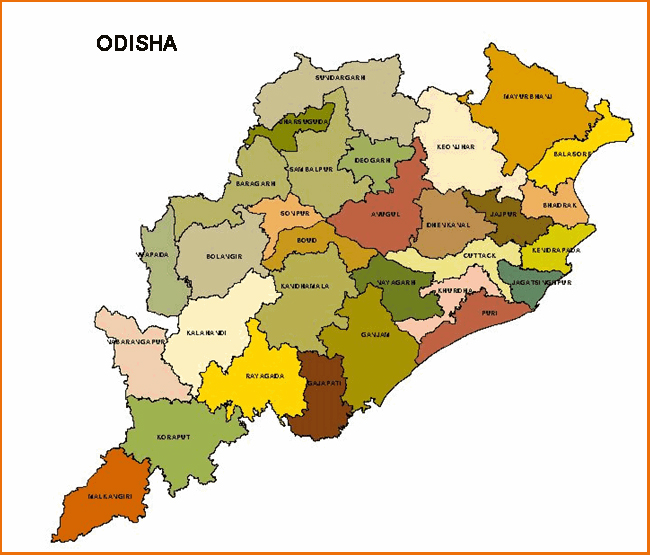 ODISHA
SUNDARGARH
MAYURBHANJ
JHARSUGUDA
KEONJHAR
BALASORE
DEOGARH
SAMBALPUR
BARAGARH
BHADRAK
SONPUR
ANUGUL
JAJPUR
DHENKANAL
BOUD
KENDRAPADA
NUAPADA
BOLANGIR
CUTTACK
KANDHAMALA
NAYAGARH
JAGATSINGHPUR
KHURDHA
PURI
KALAHANDI
GANJAM
NABARANGAPUR
RAYAGADA
GAJAPATI
KORAPUT
MALKANGIRI